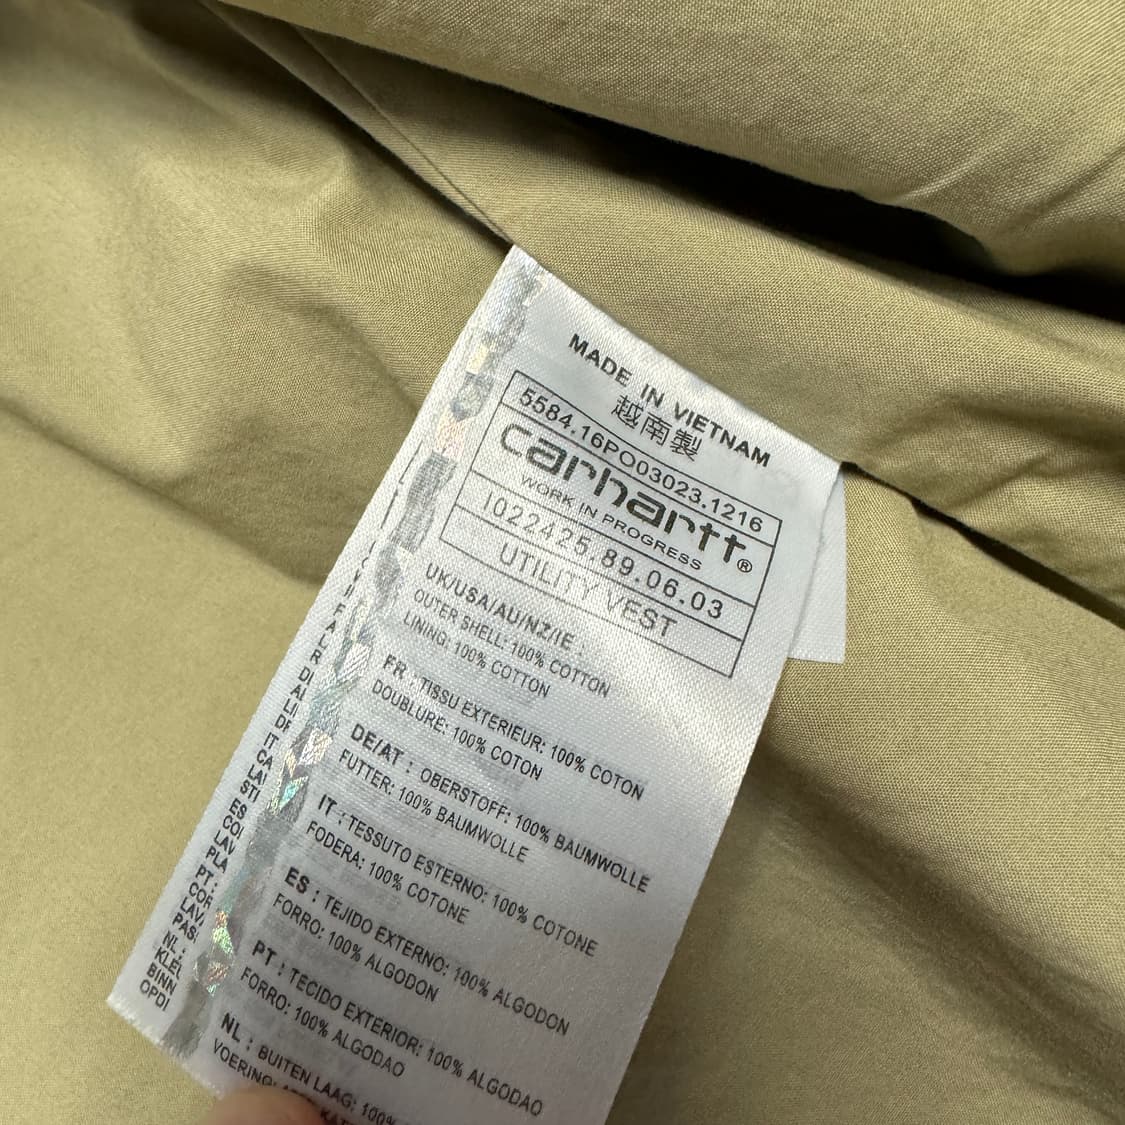 MADE IN VIETNAM
越南製
5584.16PO03023.1216
carhartt®
WORK IN PROGRESS
I022425.89.06.03
UTILITY VEST
UK/USA/AU/NZ/IE :
OUTER SHELL: 100% COTTON
LINING: 100% COTTON
FR : TISSU EXTERIEUR: 100% COTON
DOUBLURE: 100% COTON
DE/AT : OBERSTOFF: 100% BAUMWOLLE
FUTTER: 100% BAUMWOLLE
IT : TESSUTO ESTERNO: 100% COTONE
FODERA: 100% COTONE
ES : TEJIDO EXTERNO: 100% ALGODON
FORRO: 100% ALGODON
PT : TECIDO EXTERIOR: 100% ALGODAO
FORRO: 100% ALGODAO
NL : BUITEN LAAG: 100%
ES
PT :
NL :